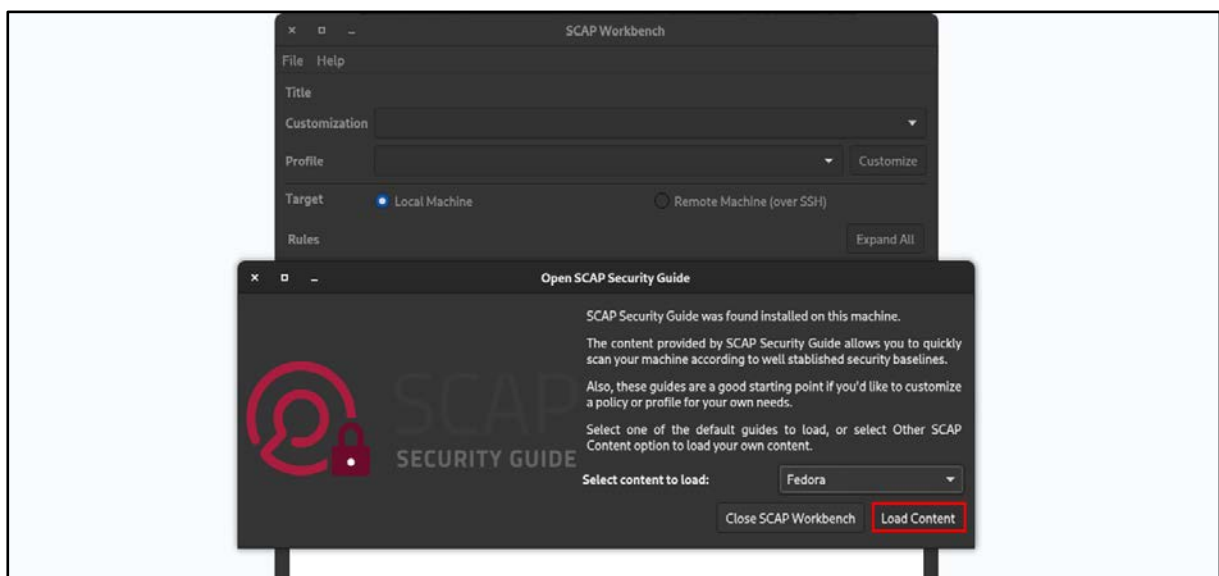 SCAP Workbench
File Help
Title
Customization
Profile
Customize
Target
Local Machine
Remote Machine (over SSH)
Rules
Expand All
Open SCAP Security Guide
SCAP Security Guide was found installed on this machine.
The content provided by SCAP Security Guide allows you to quickly
scan your machine according to well stablished security baselines.
Also, these guides are a good starting point if you'd like to customize
a policy or profile for your own needs.
Select one of the default guides to load, or select Other SCAP
Content option to load your own content.
SCAP
SECURITY GUIDE
Select content to load:
Fedora
Close SCAP Workbench
Load Content